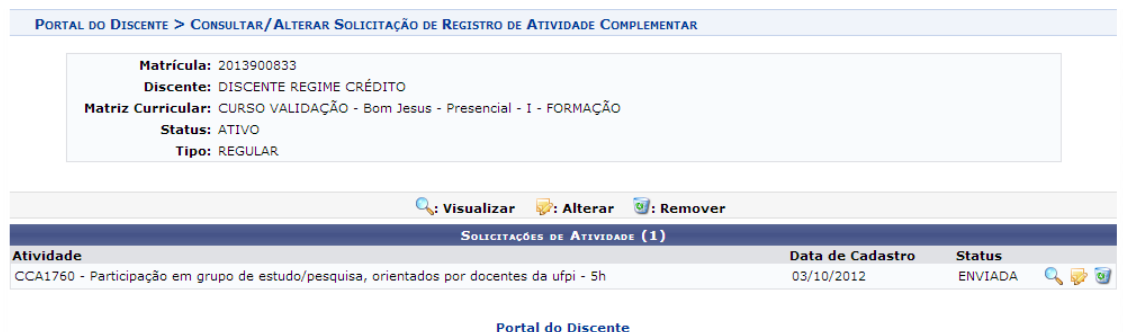 PORTAL DO DISCENTE > CONSULTAR/ALTERAR SOLICITAÇÃO DE REGISTRO DE ATIVIDADE COMPLEMENTAR
Matrícula: 2013900833
Discente: DISCENTE REGIME CRÉDITO
Matriz Curricular: CURSO VALIDAÇÃO - Bom Jesus - Presencial - I - FORMAÇÃO
Status: ATIVO
Tipo: REGULAR
: Visualizar : Alterar : Remover
SOLICITAÇÕES DE ATIVIDADE (1)
Atividade Data de Cadastro Status
CCA1760 - Participação em grupo de estudo/pesquisa, orientados por docentes da ufpi - 5h 03/10/2012 ENVIADA
Portal do Discente